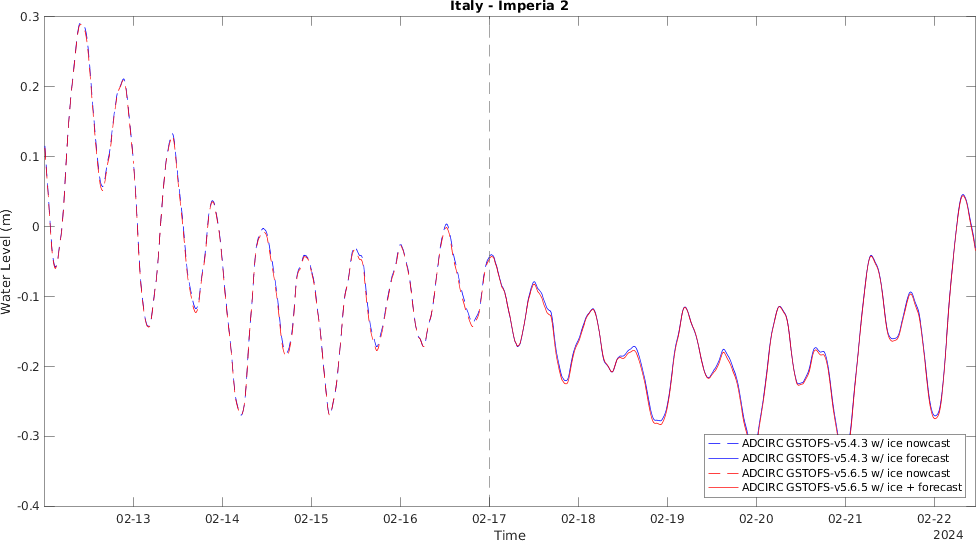 Italy - Imperia 2
0.3
0.2
0.1
0
-0.1
-0.2
-0.3
-0.4
Water Level (m)
ADCIRC GSTOFS-v5.4.3 w/ ice nowcast
ADCIRC GSTOFS-v5.4.3 w/ ice forecast
ADCIRC GSTOFS-v5.6.5 w/ ice nowcast
ADCIRC GSTOFS-v5.6.5 w/ ice + forecast
02-13 02-14 02-15 02-16 02-17 02-18 02-19 02-20 02-21 02-22
Time
2024